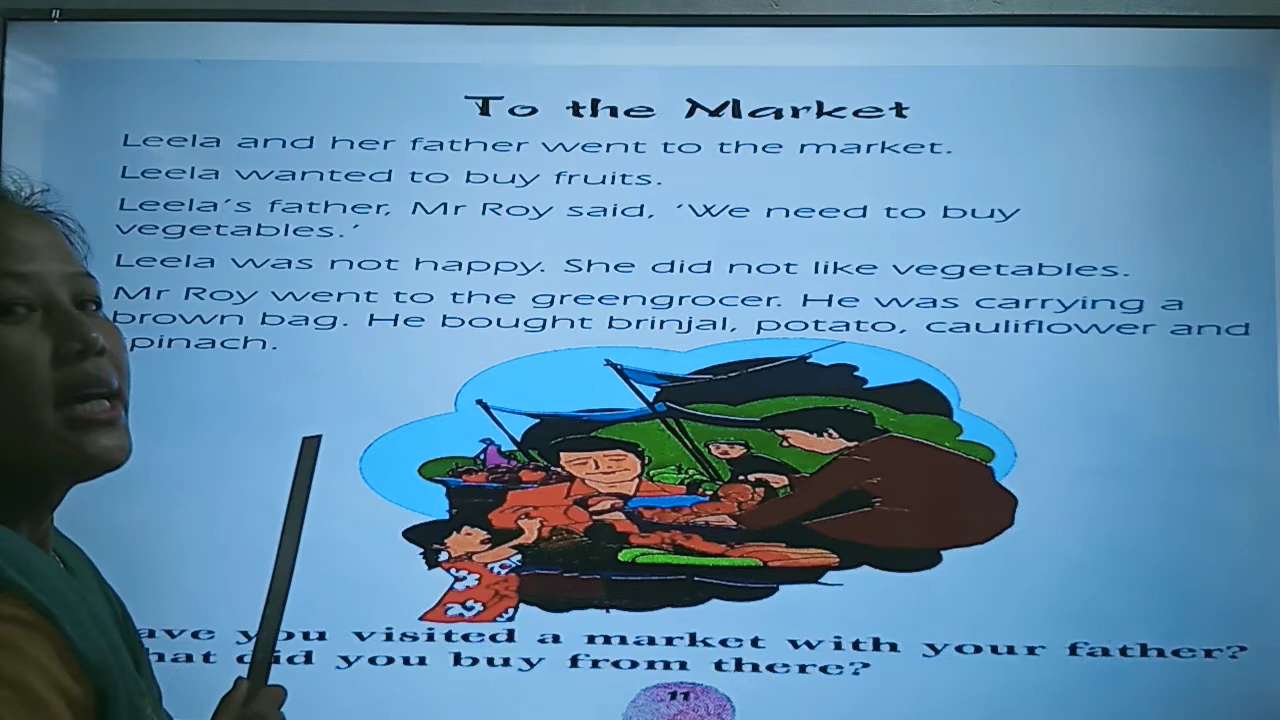 To the Market
Leela and her father went to the market.
Leela wanted to buy fruits.
Leela's father, Mr Roy said, 'We need to buy
vegetables.'
Leela was not happy. She did not like vegetables.
Mr Roy went to the greengrocer. He was carrying a
brown bag. He bought brinjal, potato, cauliflower and
pinach.
ave you visited a market with your father?
hat did you buy from there?
11